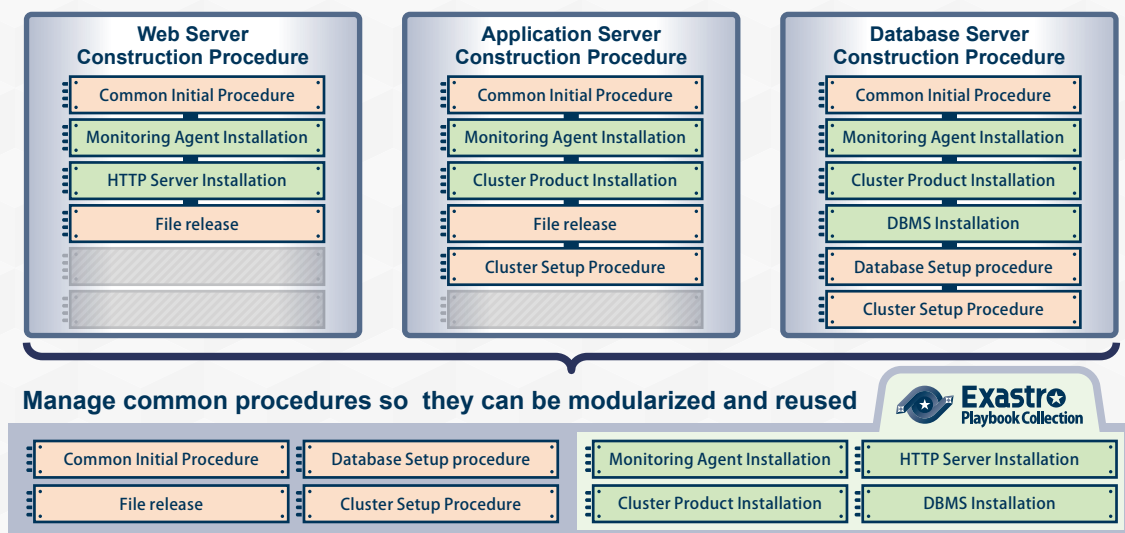 Web Server
Construction Procedure
Common Initial Procedure
Monitoring Agent Installation
HTTP Server Installation
File release
Application Server
Construction Procedure
Common Initial Procedure
Monitoring Agent Installation
Cluster Product Installation
File release
Cluster Setup Procedure
Database Server
Construction Procedure
Common Initial Procedure
Monitoring Agent Installation
Cluster Product Installation
DBMS Installation
Database Setup procedure
Cluster Setup Procedure
Manage common procedures so they can be modularized and reused
Exastro
Playbook Collection
Common Initial Procedure
Database Setup procedure
File release
Cluster Setup Procedure
Monitoring Agent Installation
HTTP Server Installation
Cluster Product Installation
DBMS Installation